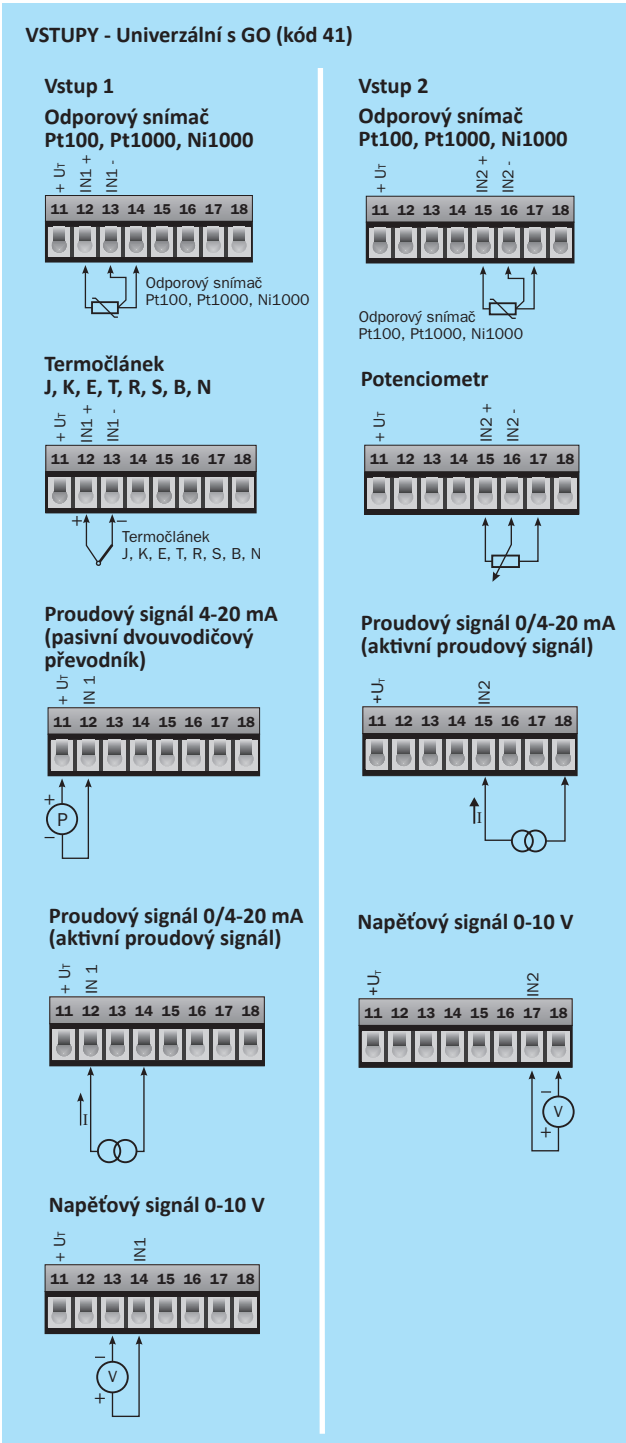 VSTUPY - Univerzální s GO (kód 41)
Vstup 1
Odporový snímač
Pt100, Pt1000, Ni1000
+ UT
IN1 +
IN1 -
11 12 13 14 15 16 17 18
Odporový snímač
Pt100, Pt1000, Ni1000
Termočlánek
J, K, E, T, R, S, B, N
+ UT
IN1 +
IN1 -
11 12 13 14 15 16 17 18
+ −
Termočlánek
J, K, E, T, R, S, B, N
Proudový signál 4-20 mA
(pasivní dvouvodičový
převodník)
+ UT
IN 1
11 12 13 14 15 16 17 18
+
P
−
Proudový signál 0/4-20 mA
(aktivní proudový signál)
+ UT
IN 1
11 12 13 14 15 16 17 18
I
Napěťový signál 0-10 V
+ UT
IN1
11 12 13 14 15 16 17 18
−
V
+
Vstup 2
Odporový snímač
Pt100, Pt1000, Ni1000
+ UT
IN2 +
IN2 -
11 12 13 14 15 16 17 18
Odporový snímač
Pt100, Pt1000, Ni1000
Potenciometr
+ UT
IN2 +
IN2 -
11 12 13 14 15 16 17 18
Proudový signál 0/4-20 mA
(aktivní proudový signál)
+UT
IN2
11 12 13 14 15 16 17 18
I
Napěťový signál 0-10 V
+UT
IN2
11 12 13 14 15 16 17 18
−
V
+